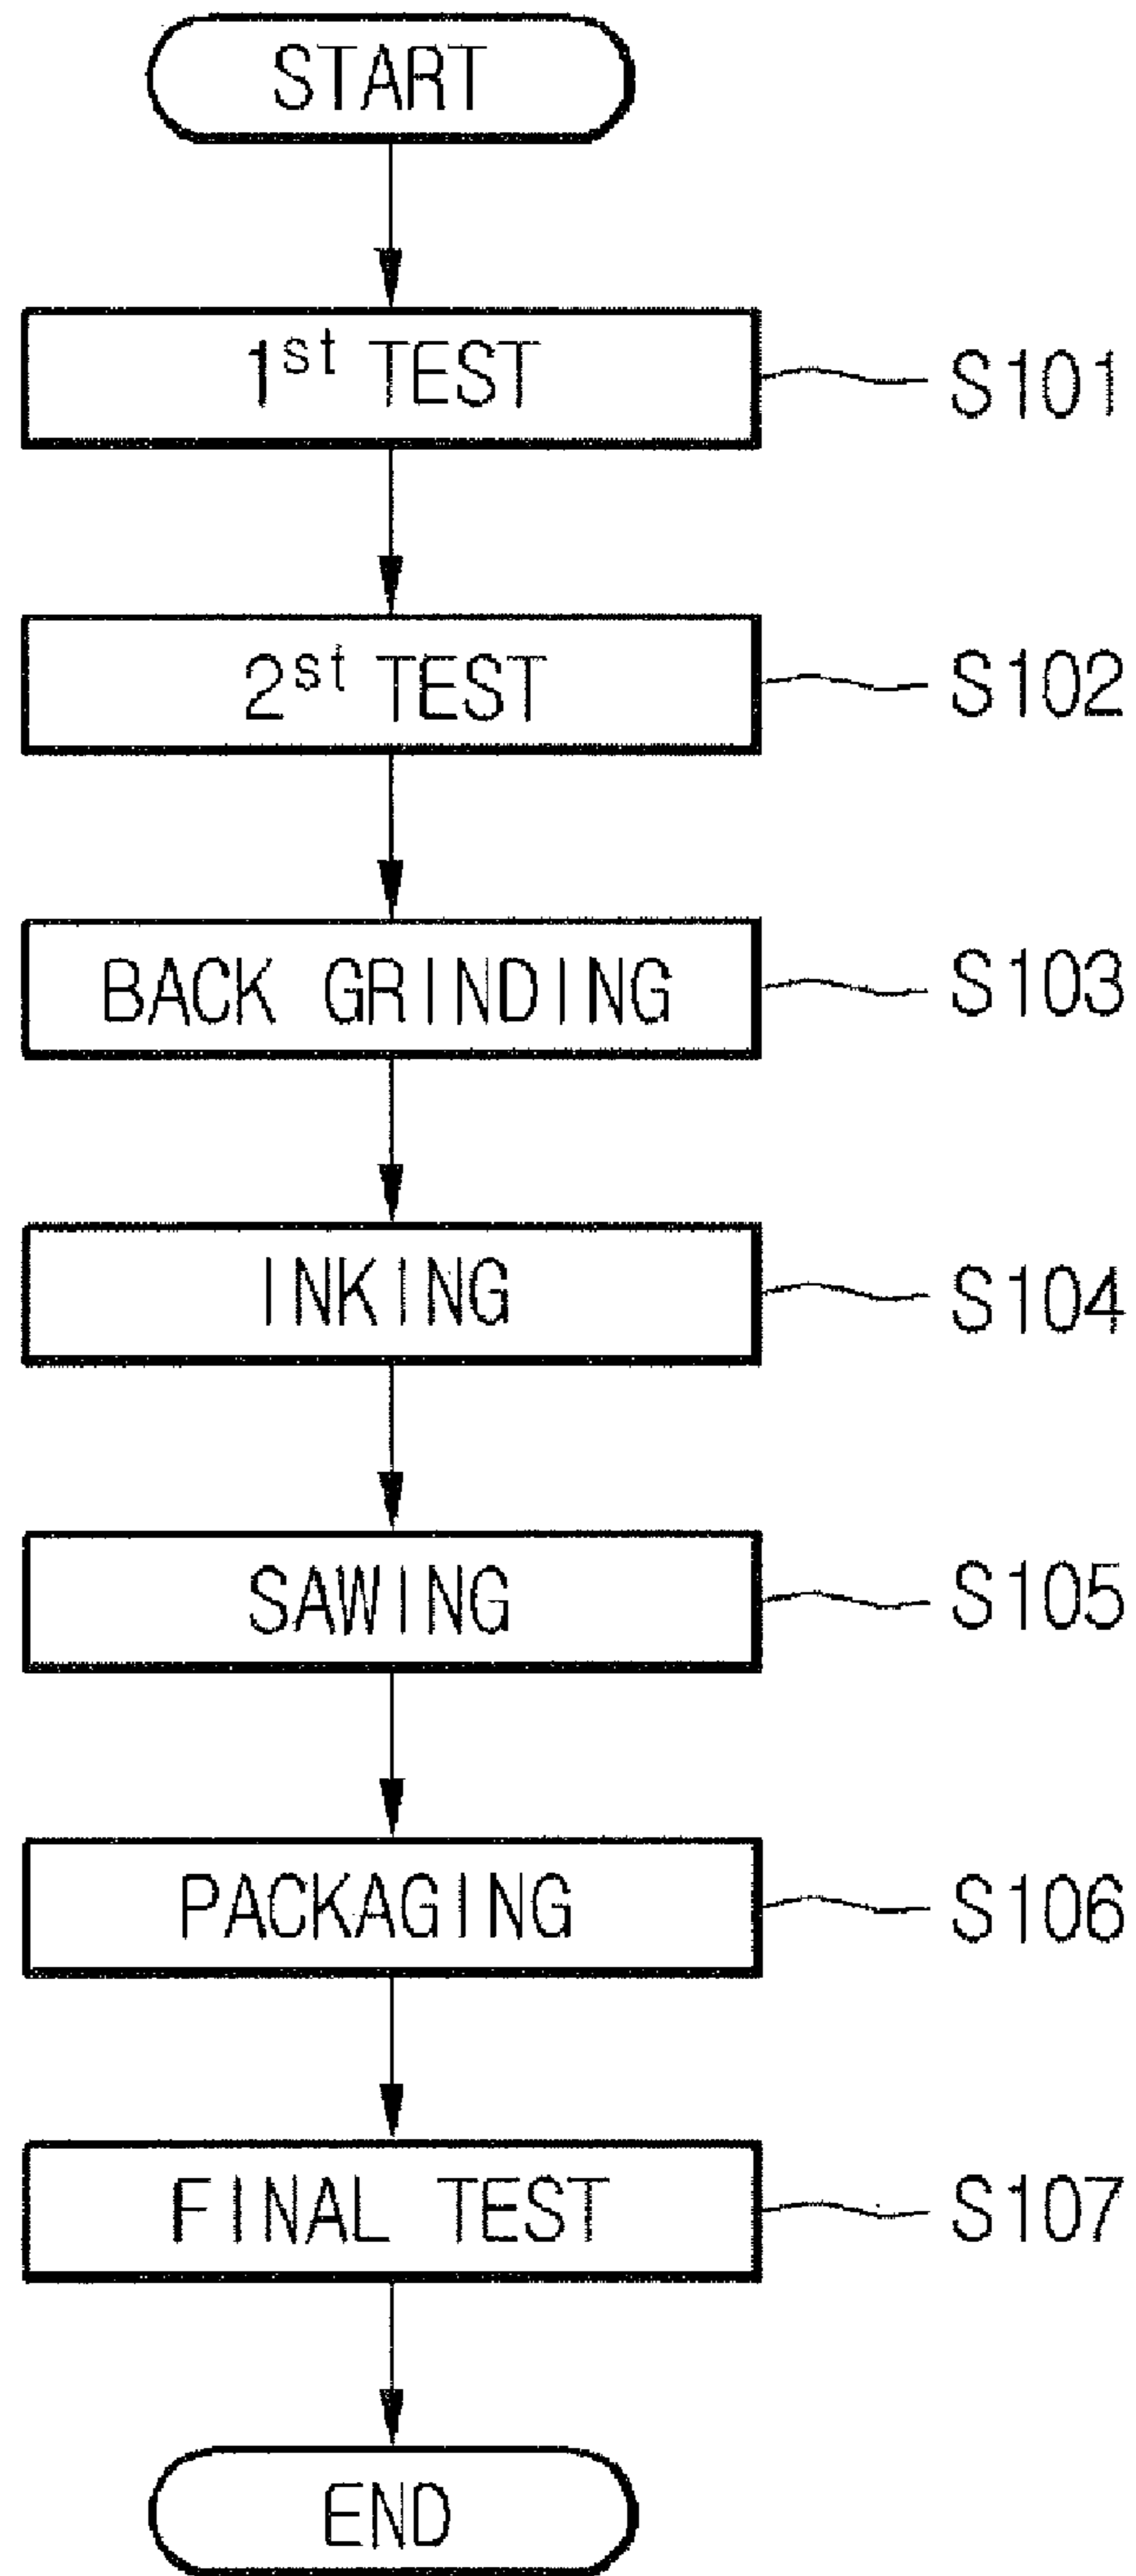 START
1st TEST S101
2st TEST S102
BACK GRINDING S103
INKING S104
SAWING S105
PACKAGING S106
FINAL TEST S107
END